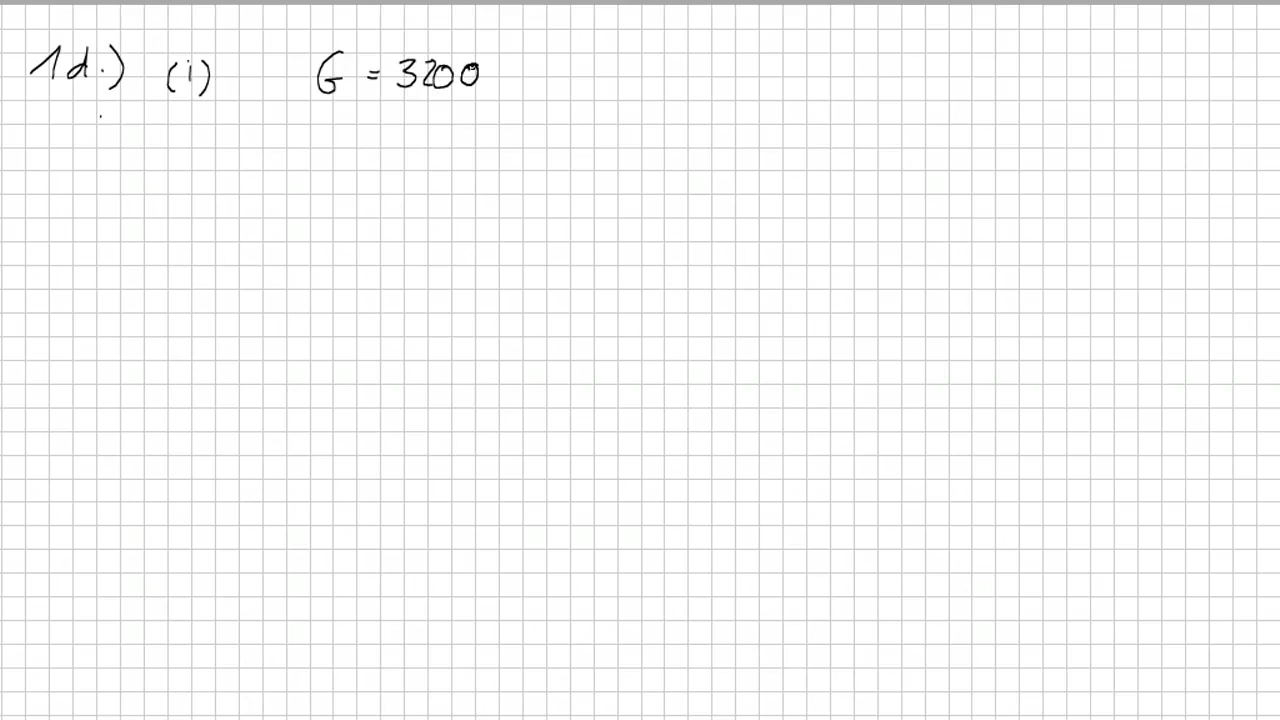 1d.) (i) G = 3200